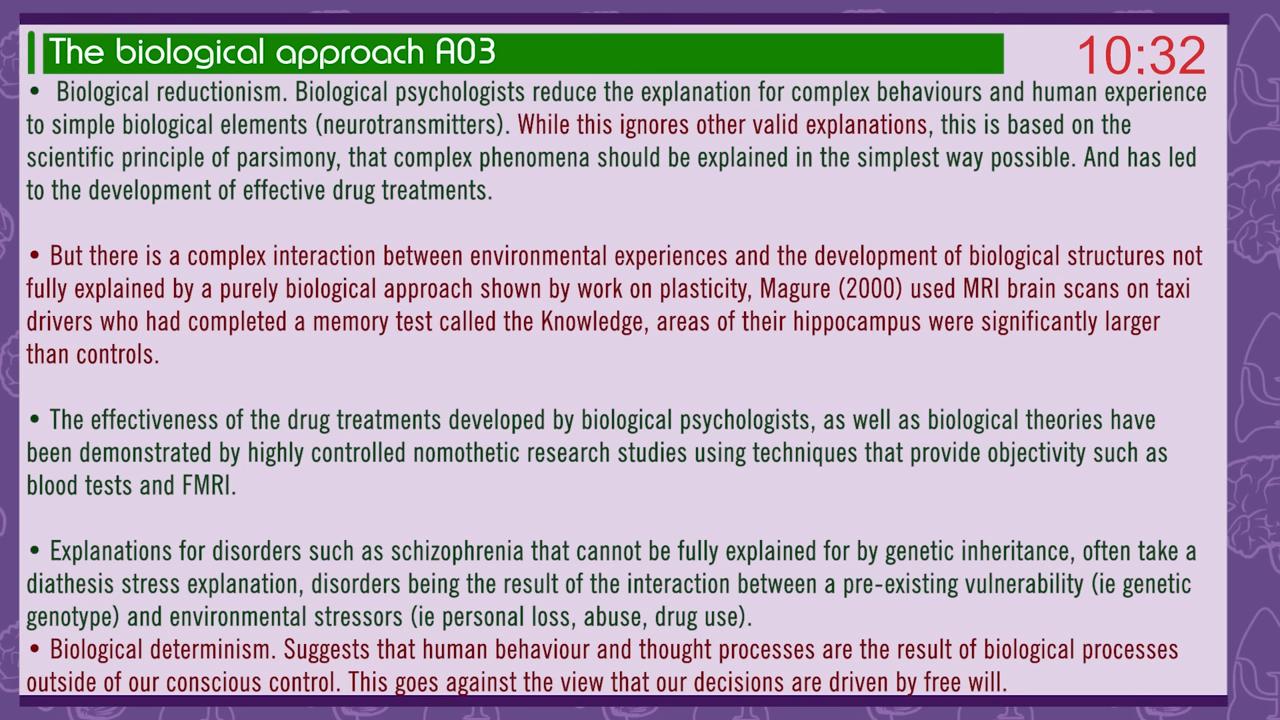 The biological approach A03
10:32
• Biological reductionism. Biological psychologists reduce the explanation for complex behaviours and human experience
to simple biological elements (neurotransmitters). While this ignores other valid explanations, this is based on the
scientific principle of parsimony, that complex phenomena should be explained in the simplest way possible. And has led
to the development of effective drug treatments.
• But there is a complex interaction between environmental experiences and the development of biological structures not
fully explained by a purely biological approach shown by work on plasticity, Magure (2000) used MRI brain scans on taxi
drivers who had completed a memory test called the Knowledge, areas of their hippocampus were significantly larger
than controls.
• The effectiveness of the drug treatments developed by biological psychologists, as well as biological theories have
been demonstrated by highly controlled nomothetic research studies using techniques that provide objectivity such as
blood tests and FMRI.
• Explanations for disorders such as schizophrenia that cannot be fully explained for by genetic inheritance, often take a
diathesis stress explanation, disorders being the result of the interaction between a pre-existing vulnerability (ie genetic
genotype) and environmental stressors (ie personal loss, abuse, drug use).
• Biological determinism. Suggests that human behaviour and thought processes are the result of biological processes
outside of our conscious control. This goes against the view that our decisions are driven by free will.